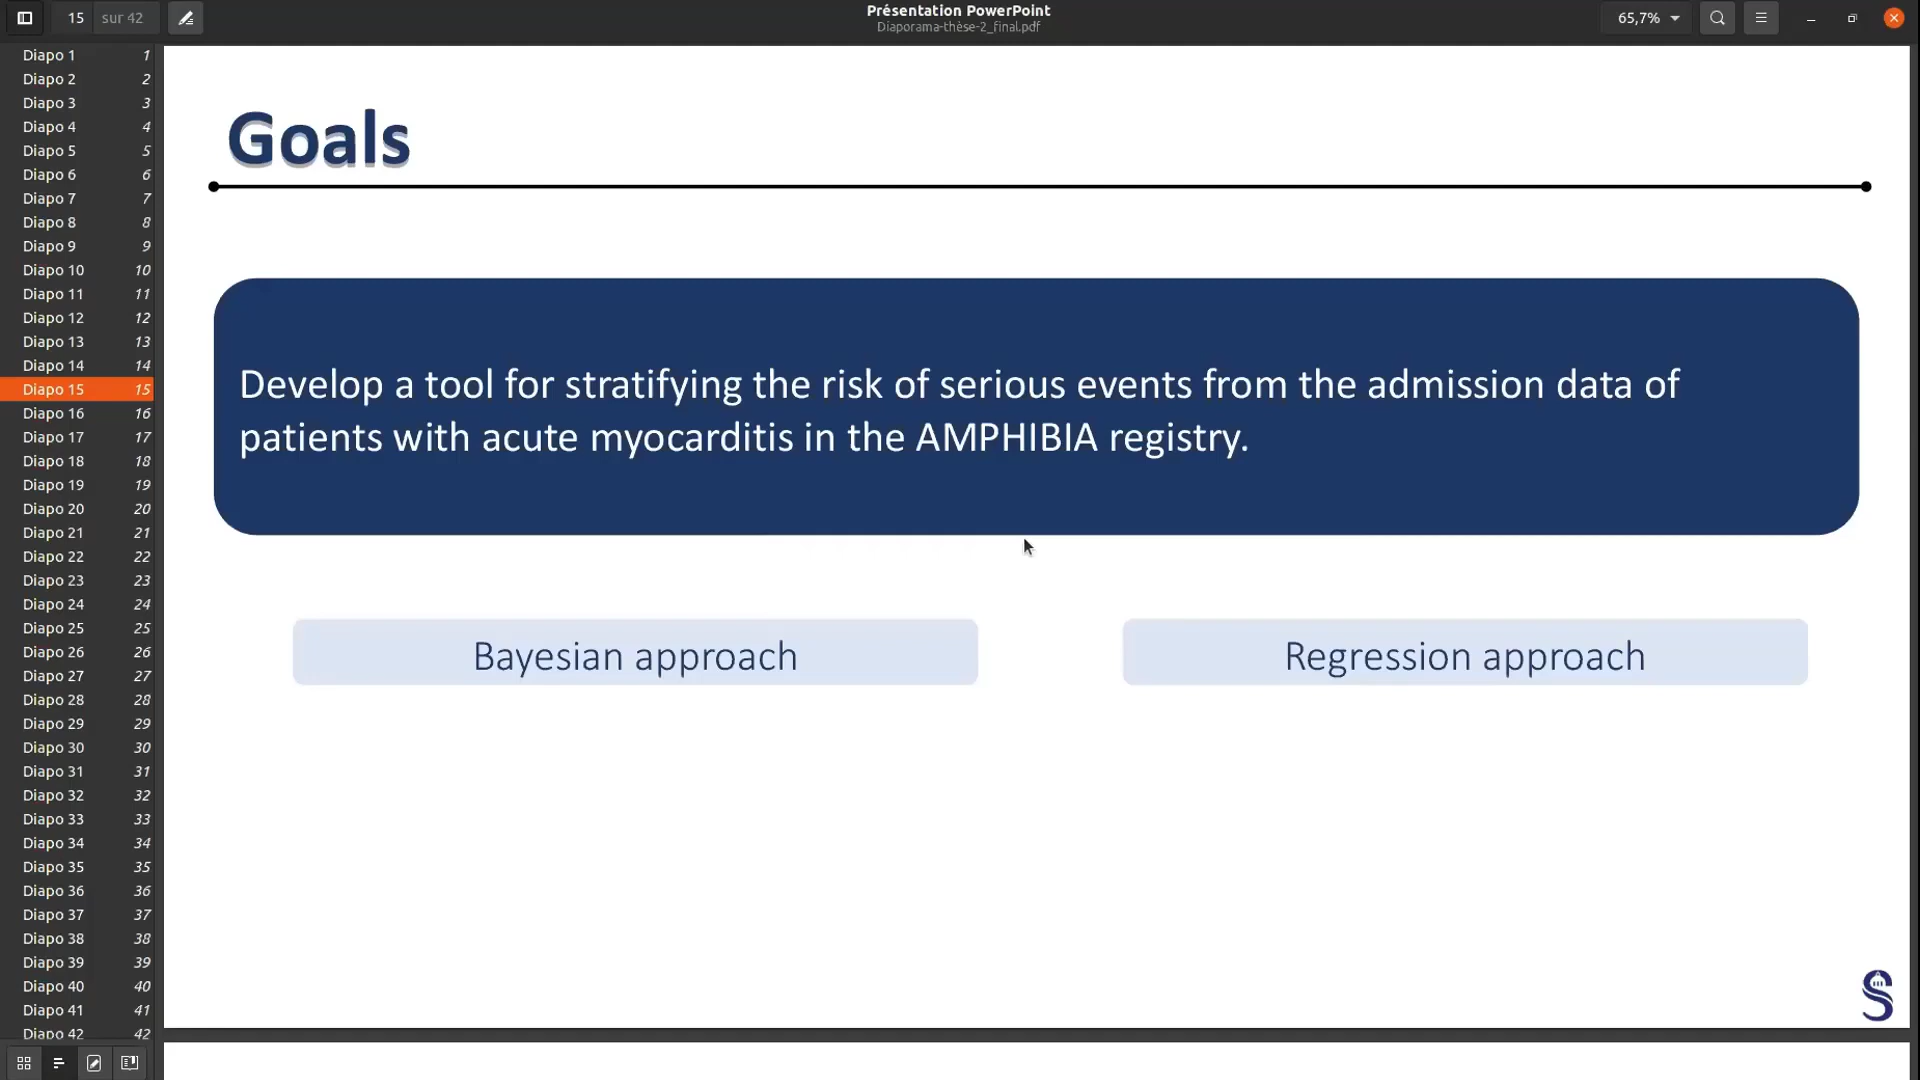 15 sur 42
Présentation PowerPoint
Diaporama-thèse-2_final.pdf
65,7%
Diapo 1 1
Diapo 2 2
Diapo 3 3
Diapo 4 4
Diapo 5 5
Diapo 6 6
Diapo 7 7
Diapo 8 8
Diapo 9 9
Diapo 10 10
Diapo 11 11
Diapo 12 12
Diapo 13 13
Diapo 14 14
Diapo 15 15
Diapo 16 16
Diapo 17 17
Diapo 18 18
Diapo 19 19
Diapo 20 20
Diapo 21 21
Diapo 22 22
Diapo 23 23
Diapo 24 24
Diapo 25 25
Diapo 26 26
Diapo 27 27
Diapo 28 28
Diapo 29 29
Diapo 30 30
Diapo 31 31
Diapo 32 32
Diapo 33 33
Diapo 34 34
Diapo 35 35
Diapo 36 36
Diapo 37 37
Diapo 38 38
Diapo 39 39
Diapo 40 40
Diapo 41 41
Diapo 42 42
Goals
Develop a tool for stratifying the risk of serious events from the admission data of
patients with acute myocarditis in the AMPHIBIA registry.
Bayesian approach
Regression approach
S